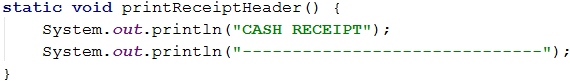 static void printReceiptHeader() {
    System.out.println("CASH RECEIPT");
    System.out.println("------------------------------");
}